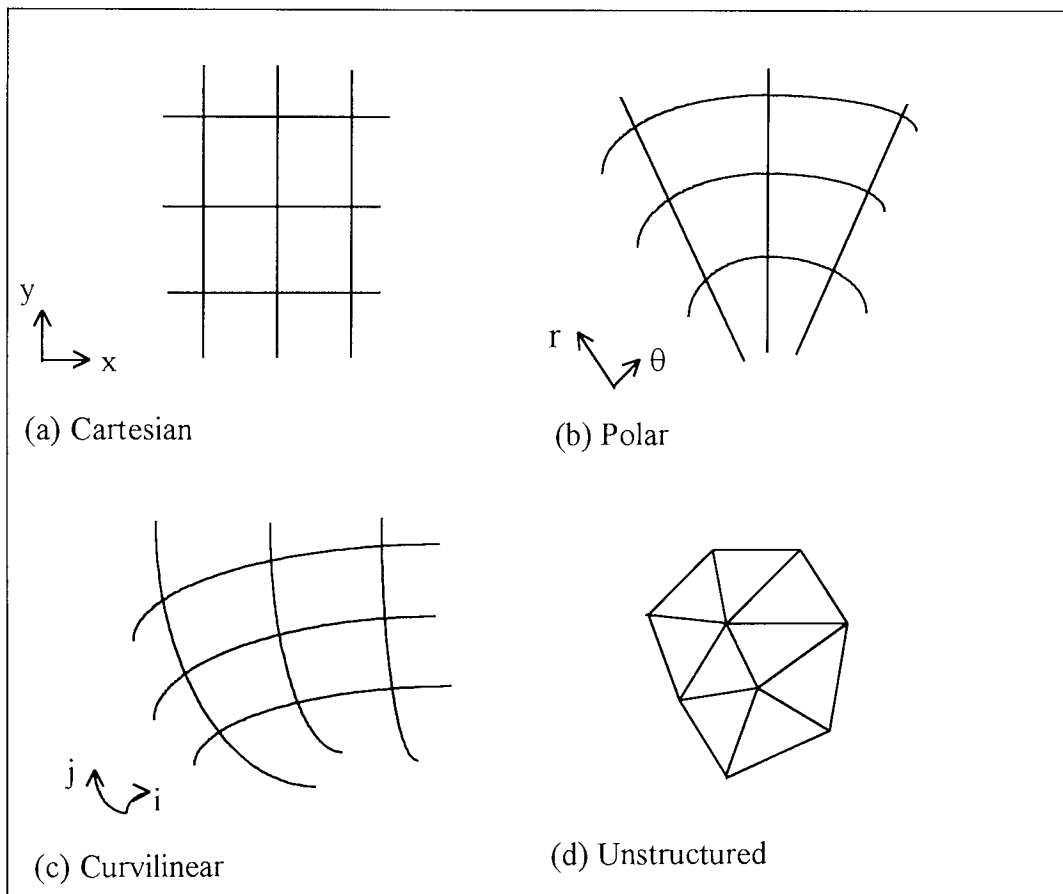 y
x
(a) Cartesian
r
θ
(b) Polar
j
i
(c) Curvilinear
(d) Unstructured